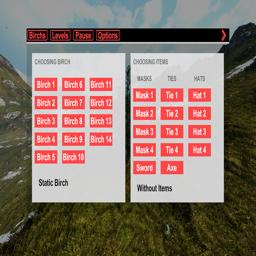 Birchs Levels Pause Options >
CHOOSING BIRCH
Birch 1 Birch 6 Birch 11
Birch 2 Birch 7 Birch 12
Birch 3 Birch 8 Birch 13
Birch 4 Birch 9 Birch 14
Birch 5 Birch 10
Static Birch
CHOOSING ITEMS
MASKS TIES HATS
Mask 1 Tie 1 Hat 1
Mask 2 Tie 2 Hat 2
Mask 3 Tie 3 Hat 3
Mask 4 Tie 4 Hat 4
Sword Axe
Without Items